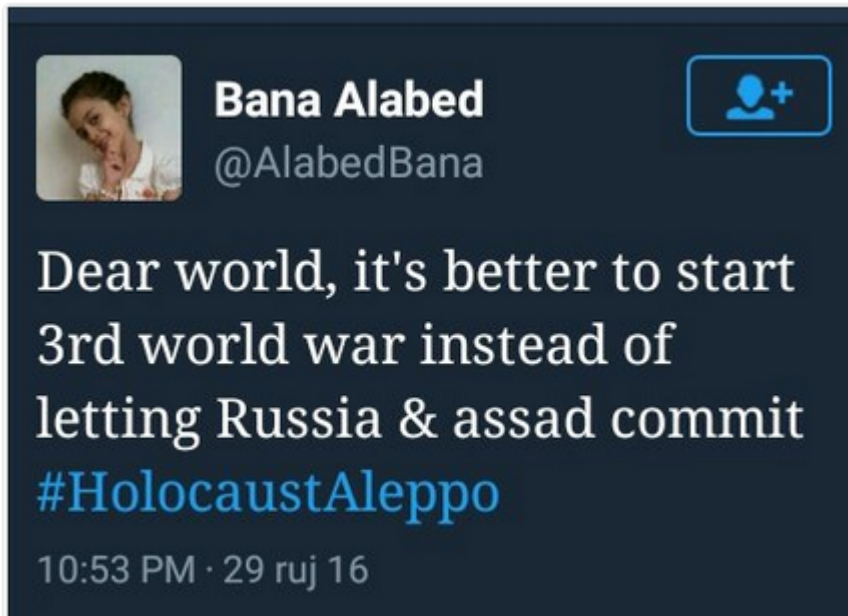 Bana Alabed
@AlabedBana
Dear world, it's better to start
3rd world war instead of
letting Russia & assad commit
#HolocaustAleppo
10:53 PM · 29 ruj 16